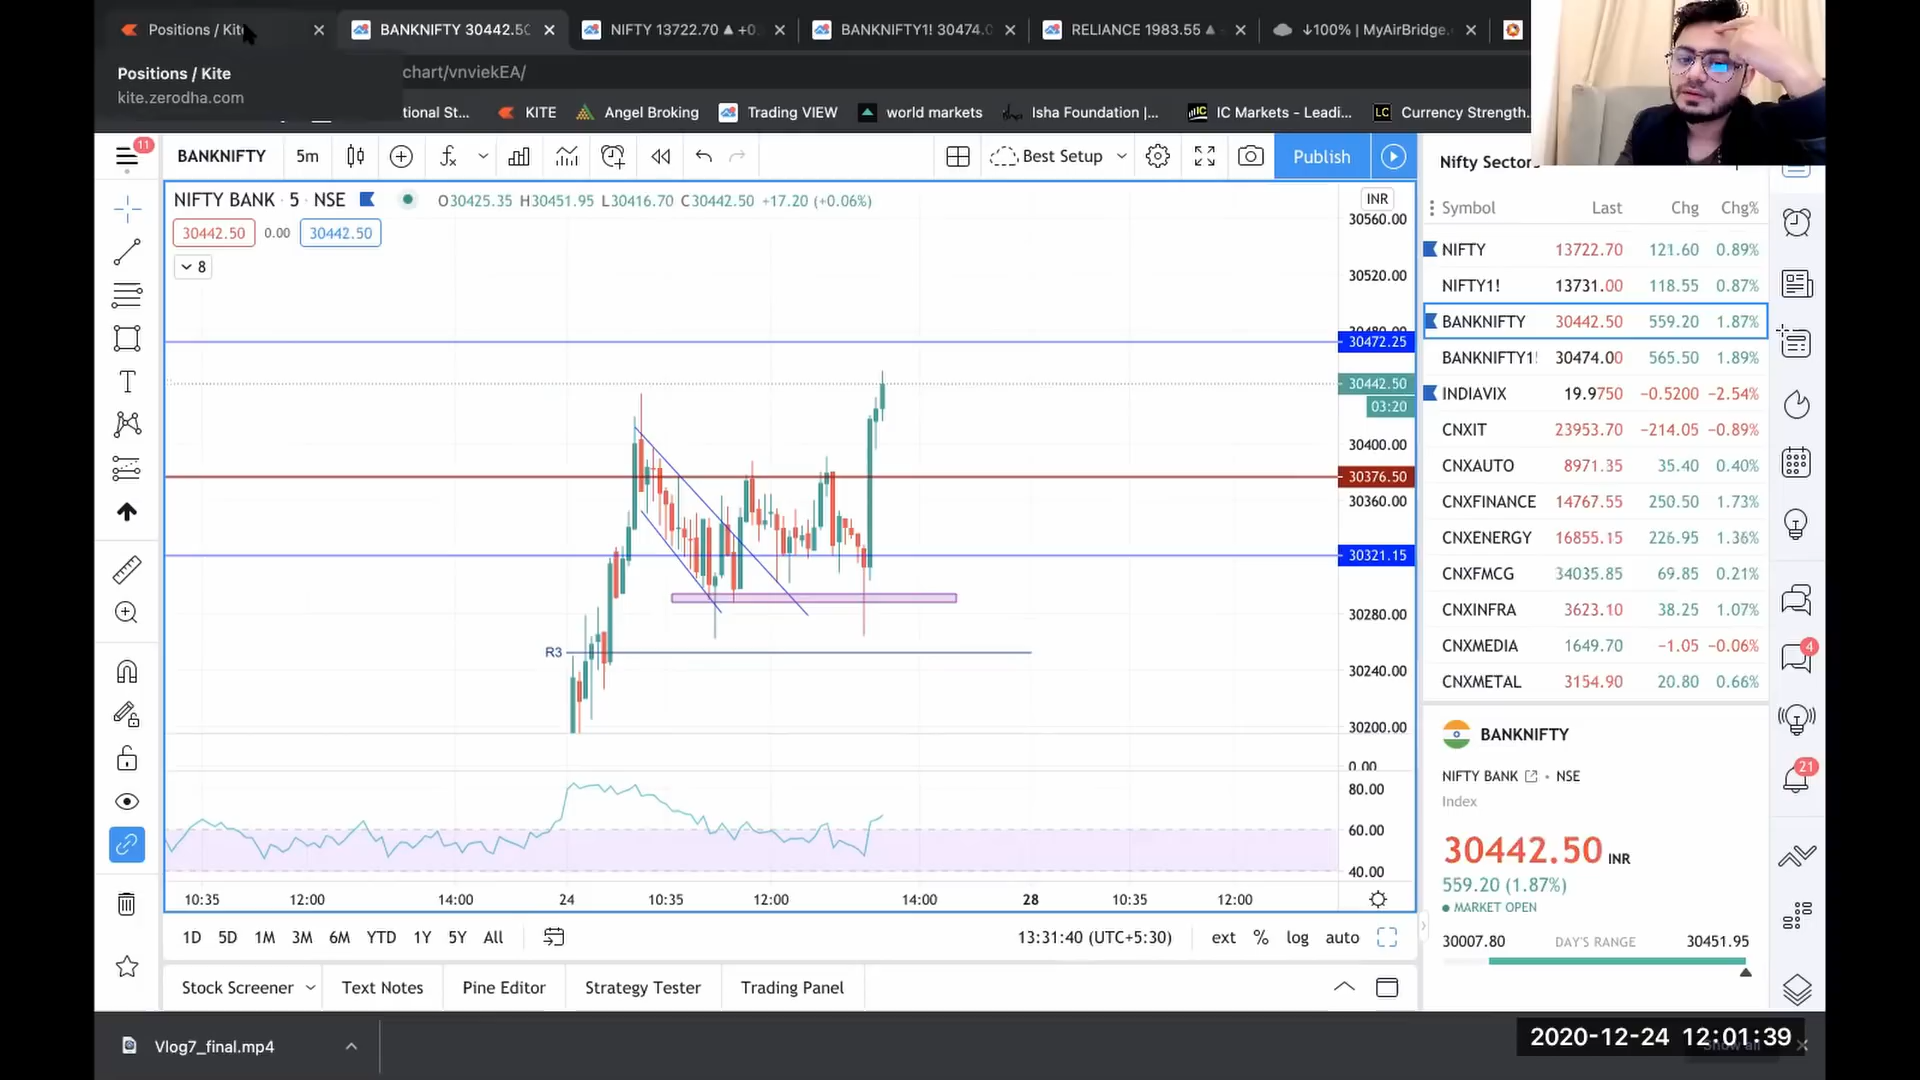 Positions / Kite
BANKNIFTY 30442.50
NIFTY 13722.70 ▲ +0.
BANKNIFTY1! 30474.0
RELIANCE 1983.55 ▲
↓100% | MyAirBridge.
Positions / Kite
kite.zerodha.com
chart/vnviekEA/
tional St...
KITE
Angel Broking
Trading VIEW
world markets
Isha Foundation |...
IC Markets - Leadi...
Currency Strength...
11
BANKNIFTY
5m
Best Setup
Publish
Nifty Sectors
NIFTY BANK · 5 · NSE
O30425.35 H30451.95 L30416.70 C30442.50 +17.20 (+0.06%)
30442.50 0.00 30442.50
8
INR
30560.00
30520.00
30480.00
30472.25
30442.50
03:20
30400.00
30376.50
30360.00
30321.15
30280.00
R3
30240.00
30200.00
0.00
80.00
60.00
40.00
10:35 12:00 14:00 24 10:35 12:00 14:00 28 10:35 12:00
1D 5D 1M 3M 6M YTD 1Y 5Y All
13:31:40 (UTC+5:30)
ext % log auto
Stock Screener
Text Notes
Pine Editor
Strategy Tester
Trading Panel
Symbol Last Chg Chg%
NIFTY 13722.70 121.60 0.89%
NIFTY1! 13731.00 118.55 0.87%
BANKNIFTY 30442.50 559.20 1.87%
BANKNIFTY1! 30474.00 565.50 1.89%
INDIAVIX 19.9750 −0.5200 −2.54%
CNXIT 23953.70 −214.05 −0.89%
CNXAUTO 8971.35 35.40 0.40%
CNXFINANCE 14767.55 250.50 1.73%
CNXENERGY 16855.15 226.95 1.36%
CNXFMCG 34035.85 69.85 0.21%
CNXINFRA 3623.10 38.25 1.07%
CNXMEDIA 1649.70 −1.05 −0.06%
CNXMETAL 3154.90 20.80 0.66%
BANKNIFTY
NIFTY BANK • NSE
Index
30442.50 INR
559.20 (1.87%)
MARKET OPEN
30007.80 DAY'S RANGE 30451.95
4
21
Vlog7_final.mp4
2020-12-24 12:01:39
Show all